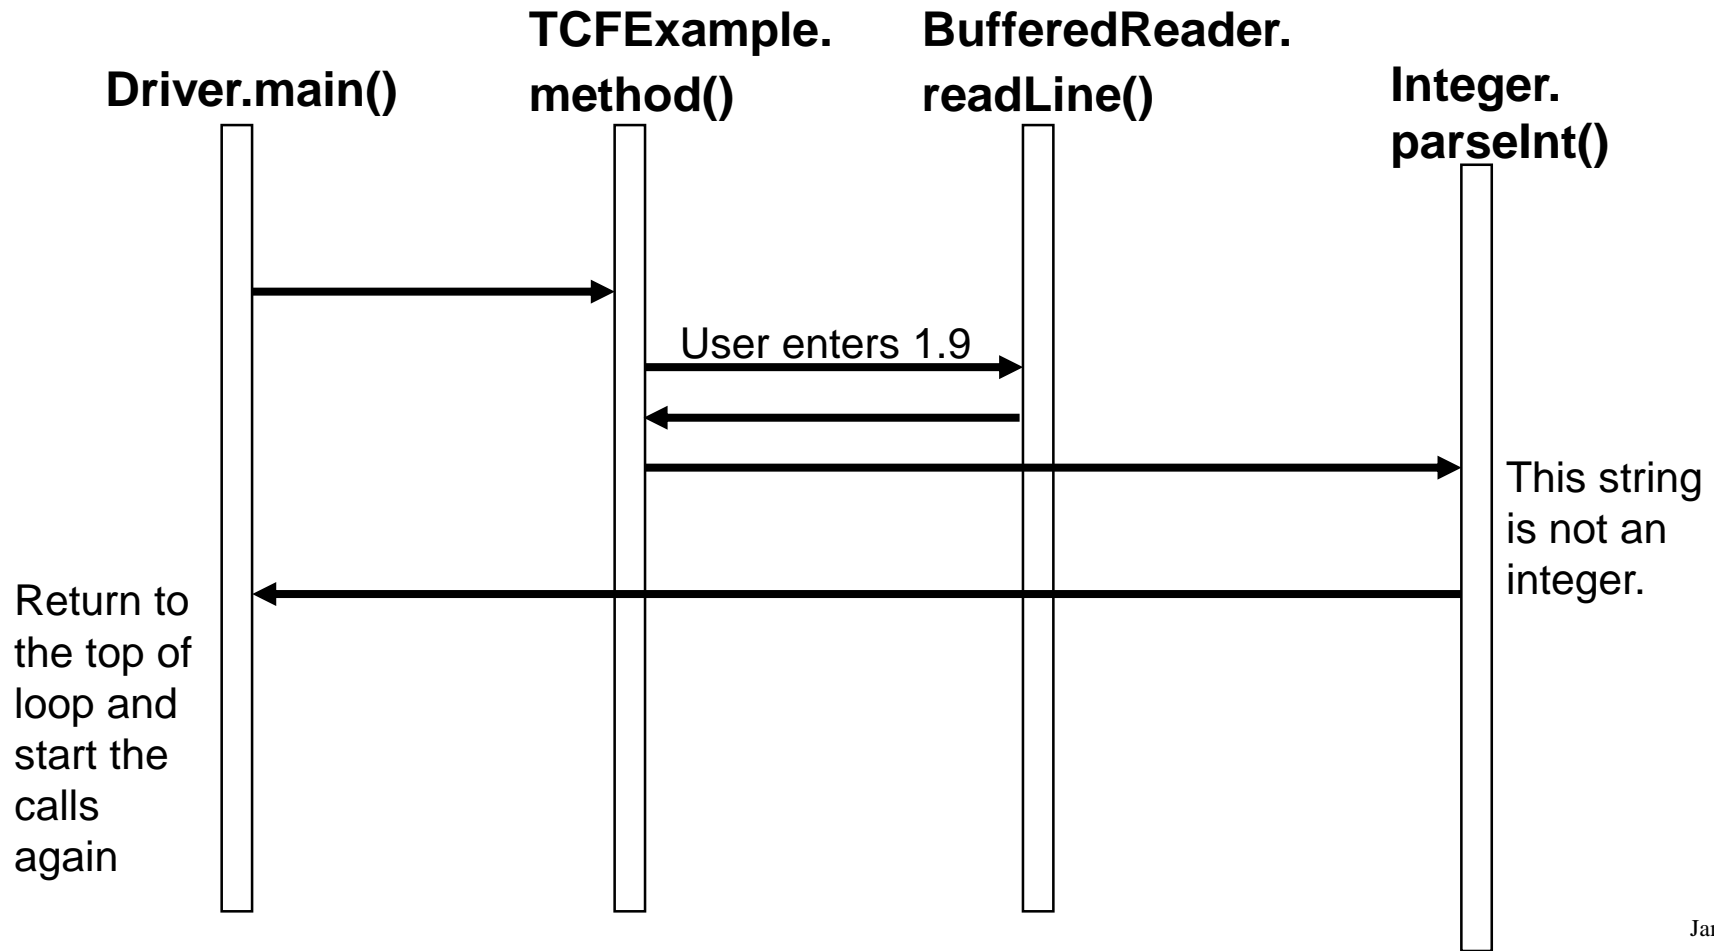 Driver.main()
TCFExample.
method()
BufferedReader.
readLine()
Integer.
parseInt()
User enters 1.9
This string
is not an
integer.
Return to
the top of
loop and
start the
calls
again